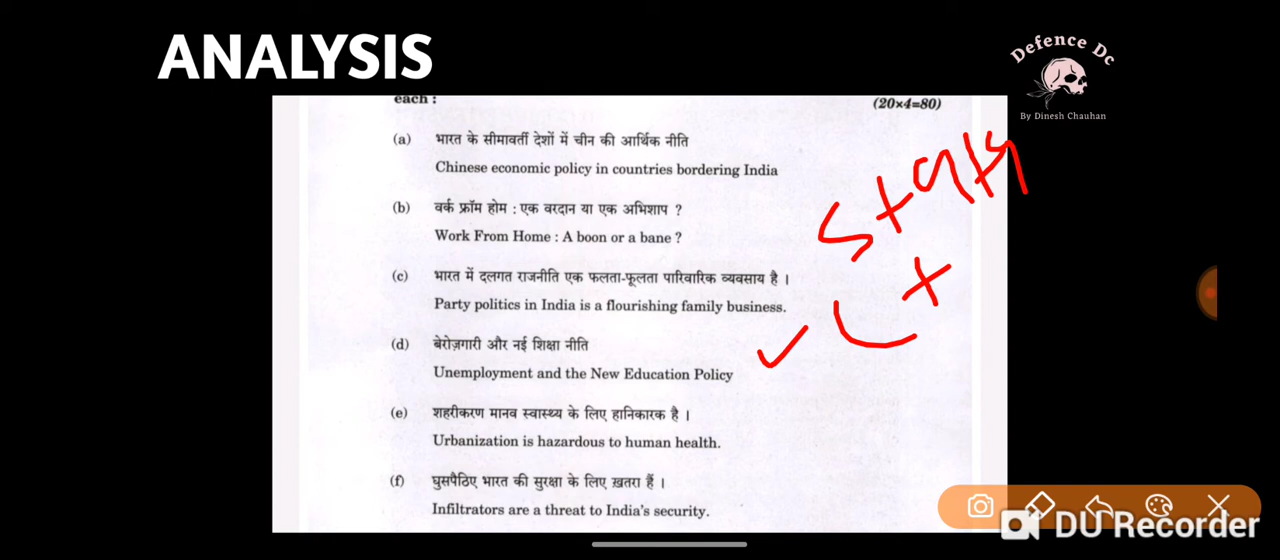 ANALYSIS
Defence Dc
By Dinesh Chauhan
each :
(20×4=80)
(a) भारत के सीमावर्ती देशों में चीन की आर्थिक नीति
Chinese economic policy in countries bordering India
(b) वर्क फ्रॉम होम : एक वरदान या एक अभिशाप ?
Work From Home : A boon or a bane ?
(c) भारत में दलगत राजनीति एक फलता-फूलता पारिवारिक व्यवसाय है ।
Party politics in India is a flourishing family business.
(d) बेरोज़गारी और नई शिक्षा नीति
Unemployment and the New Education Policy
(e) शहरीकरण मानव स्वास्थ्य के लिए हानिकारक है ।
Urbanization is hazardous to human health.
(f) घुसपैठिए भारत की सुरक्षा के लिए ख़तरा हैं ।
Infiltrators are a threat to India's security.
DU Recorder